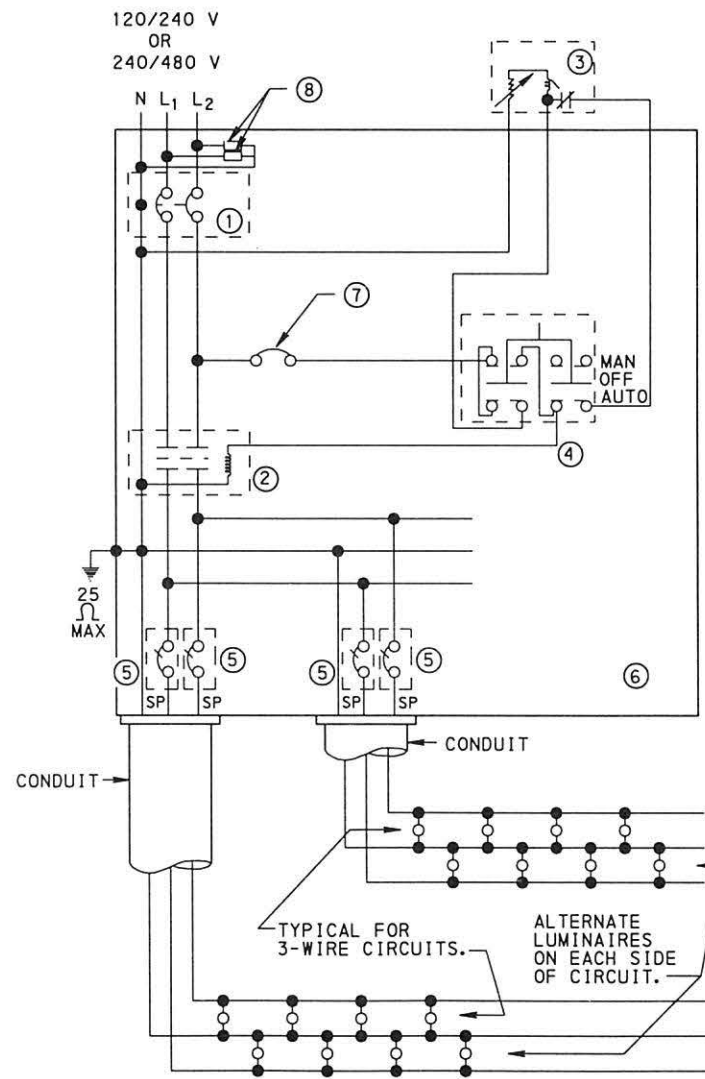 120/240 V
OR
240/480 V
N L1 L2
8
3
1
7
MAN
OFF
AUTO
4
2
25
Ω
MAX
5
5
5
5
6
SP
SP
SP
SP
CONDUIT
CONDUIT
TYPICAL FOR
3-WIRE CIRCUITS.
ALTERNATE
LUMINAIRES
ON EACH SIDE
OF CIRCUIT.